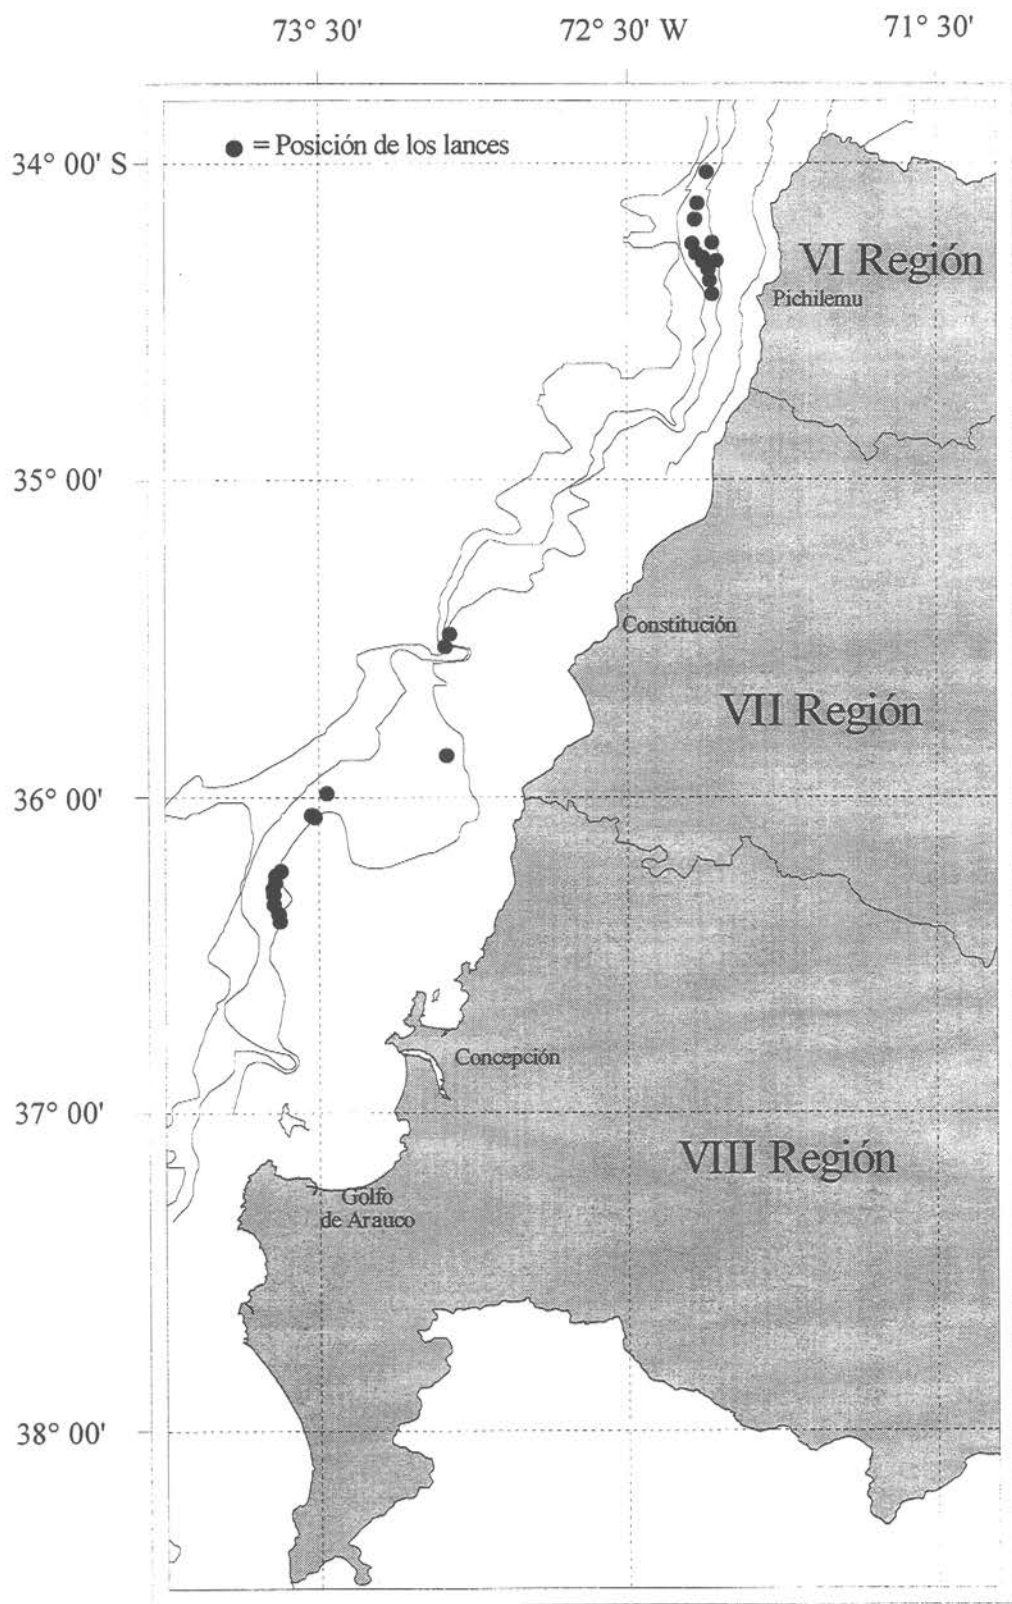 73° 30' 72° 30' W 71° 30'
= Posición de los lances
34° 00' S
VI Región
Pichilemu
35° 00'
Constitución
VII Región
36° 00'
Concepción
37° 00'
VIII Región
Golfo
de Arauco
38° 00'